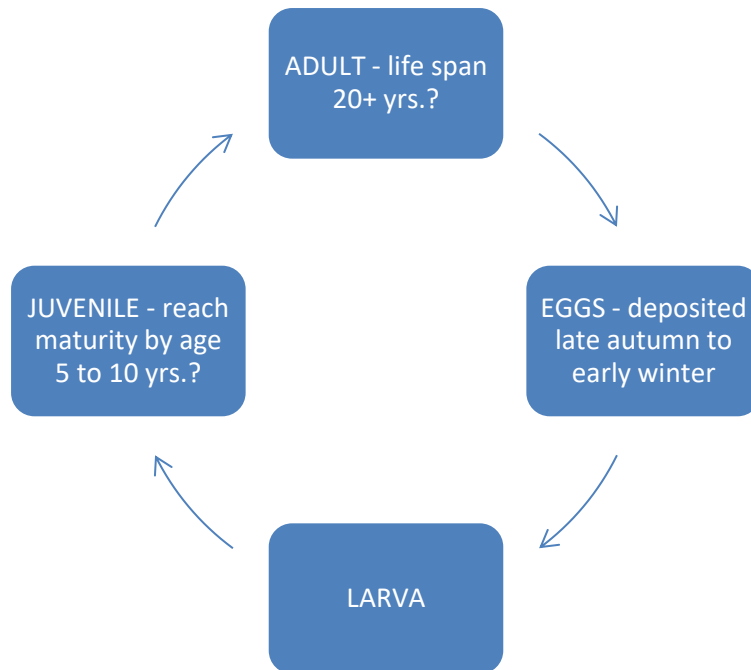 ADULT - life span
20+ yrs.?
EGGS - deposited
late autumn to
early winter
LARVA
JUVENILE - reach
maturity by age
5 to 10 yrs.?